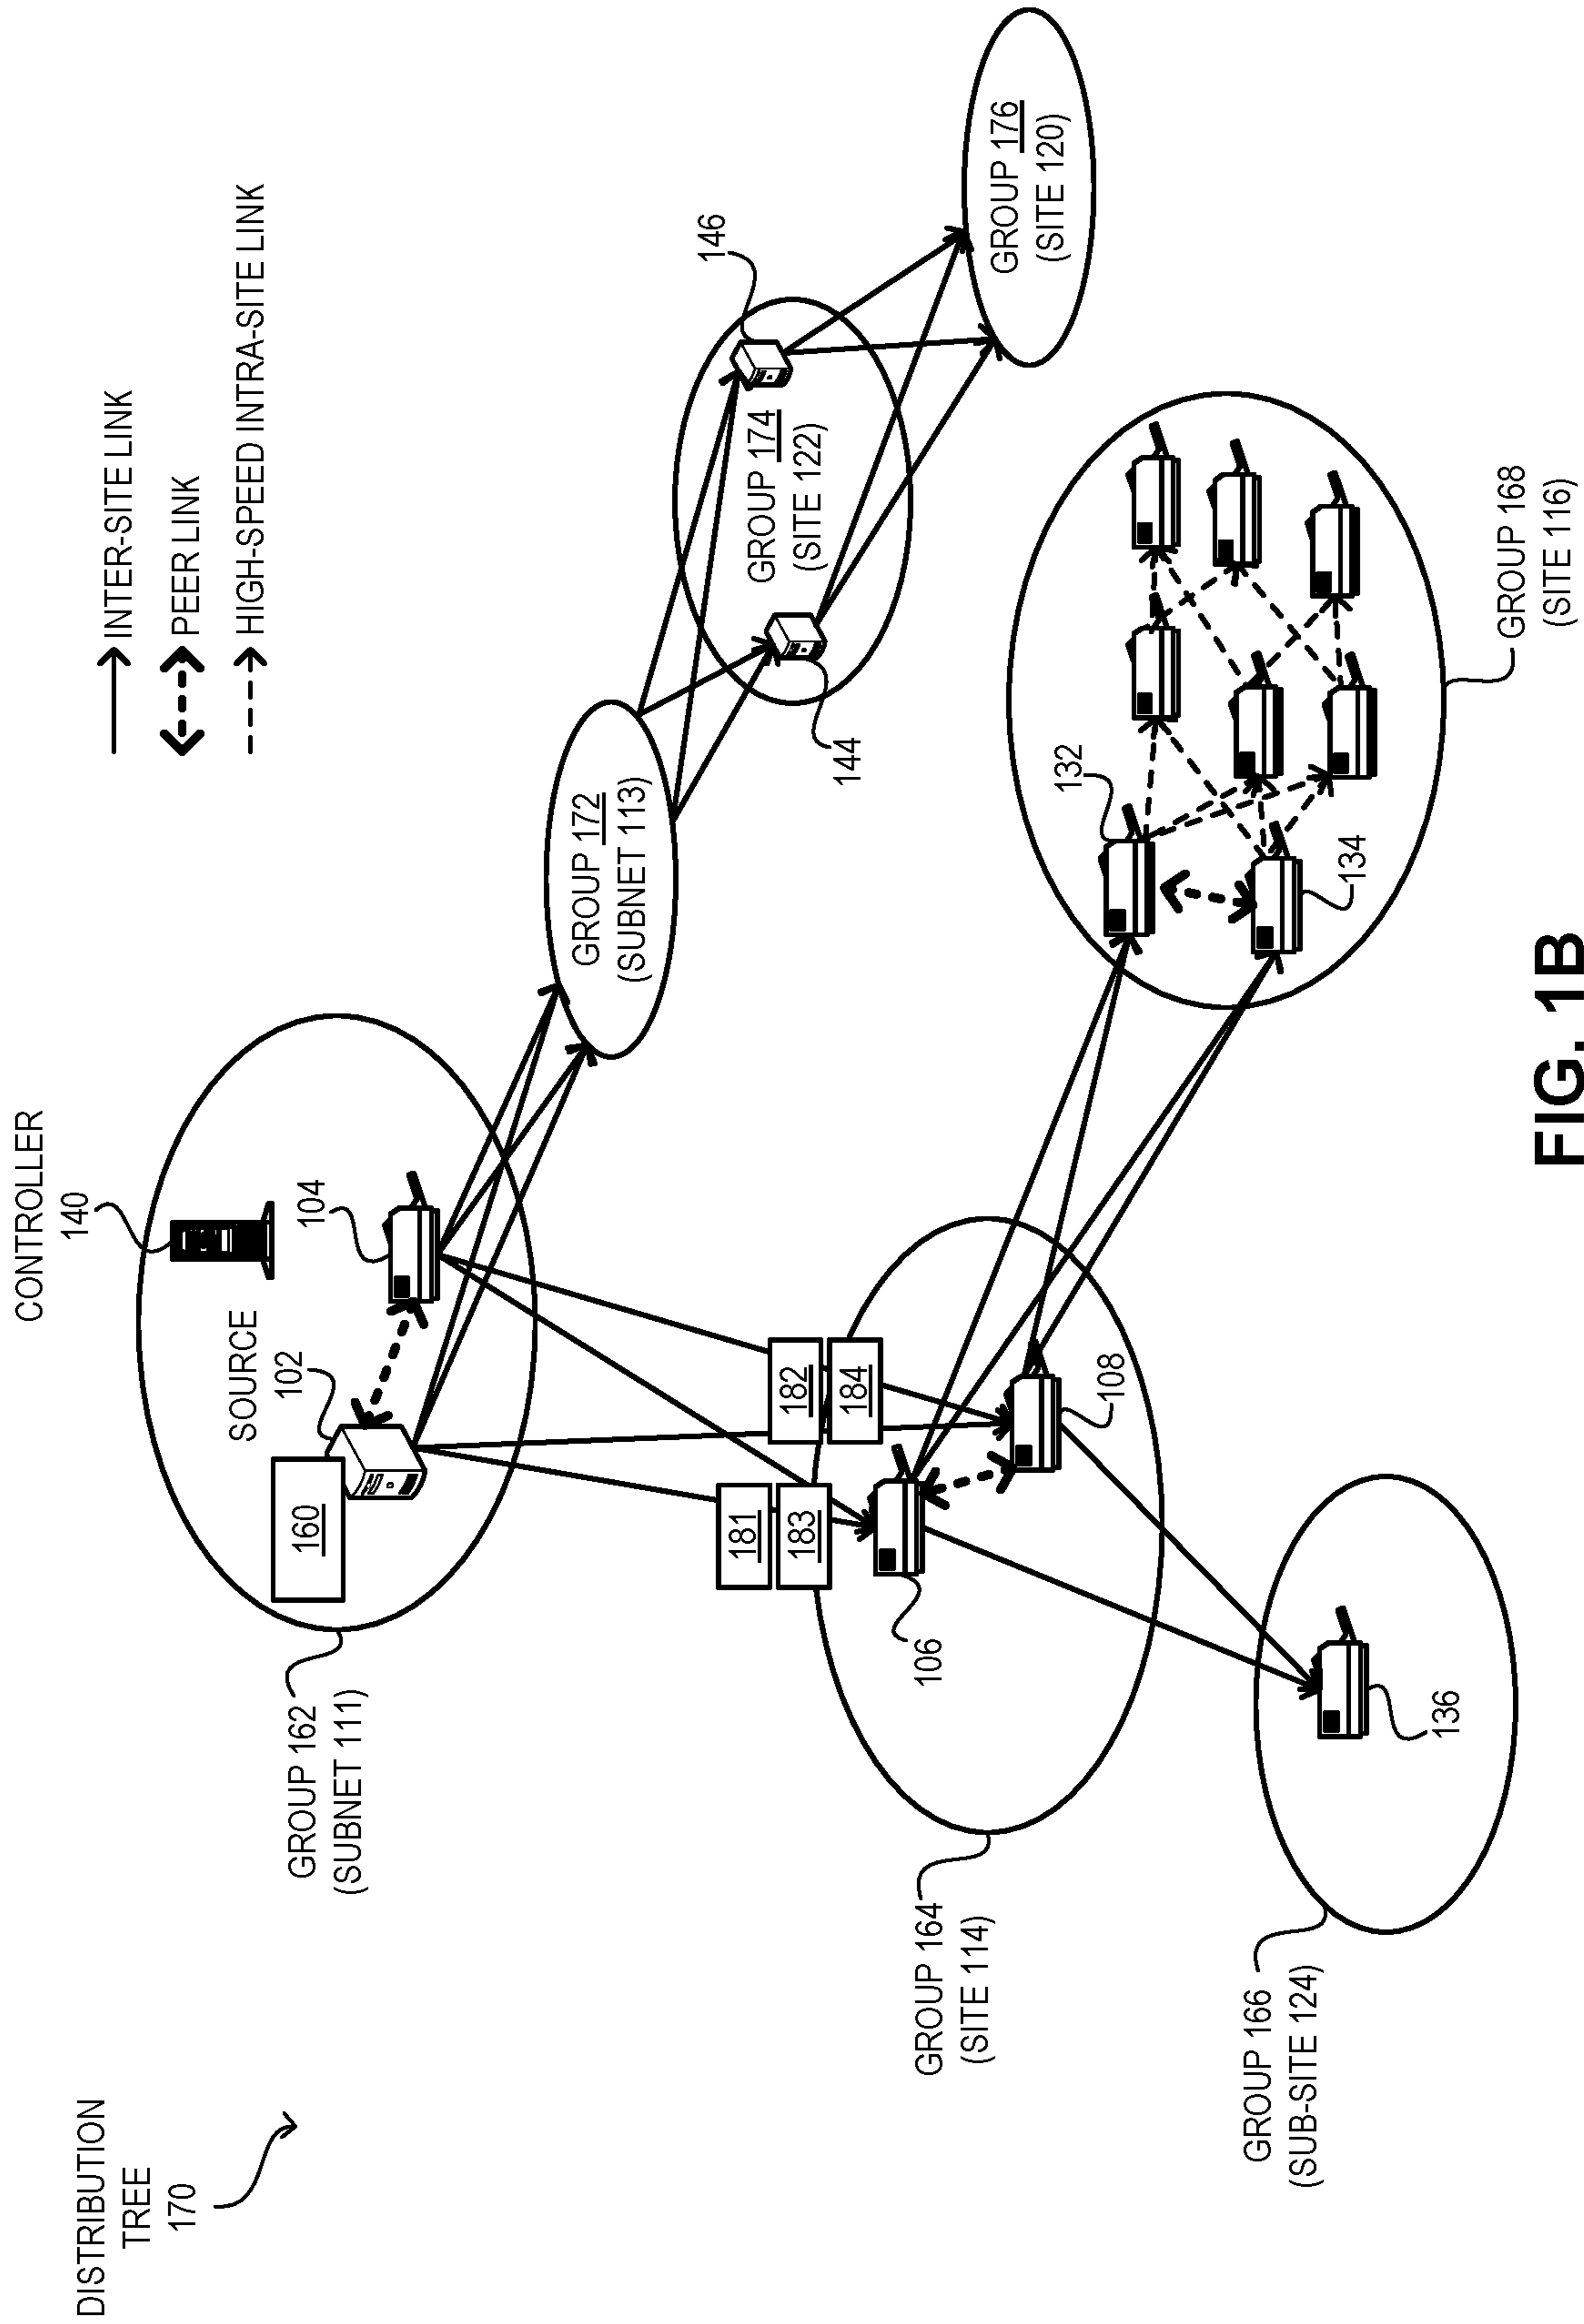 DISTRIBUTION
TREE
170
CONTROLLER
140
INTER-SITE LINK
PEER LINK
HIGH-SPEED INTRA-SITE LINK
GROUP 162
(SUBNET 111)
160
SOURCE
102
104
GROUP 172
(SUBNET 113)
146
GROUP 174
(SITE 122)
144
GROUP 176
(SITE 120)
181
183
182
184
106
108
GROUP 164
(SITE 114)
132
134
GROUP 168
(SITE 116)
GROUP 166
(SUB-SITE 124)
136
FIG. 1B